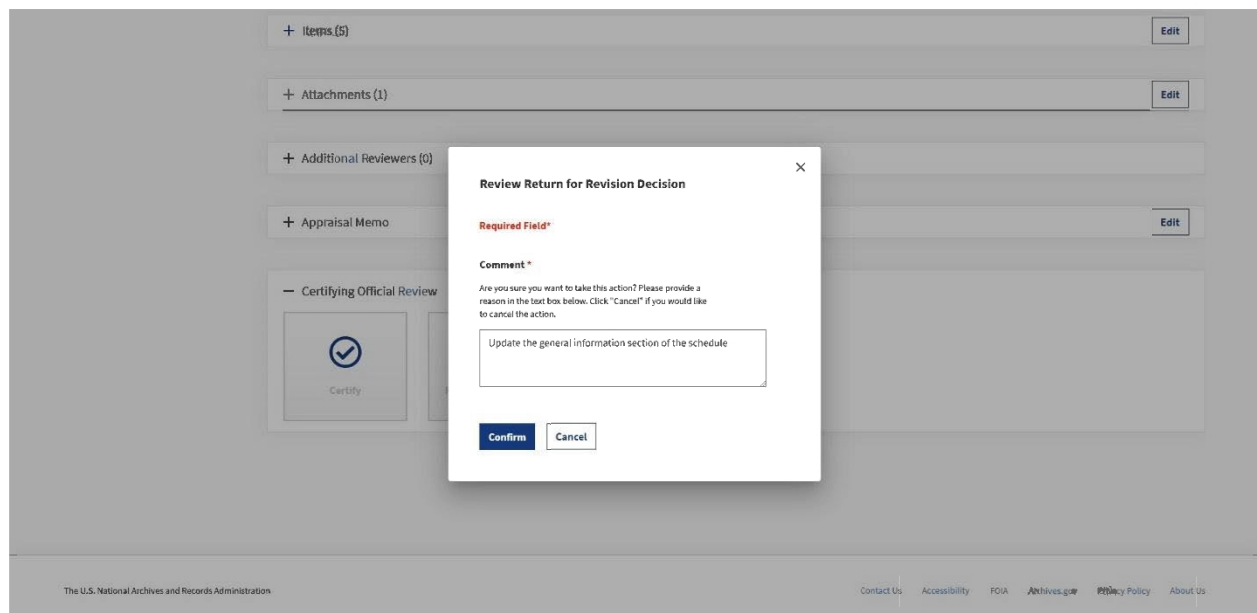 + Items (5)
Edit
+ Attachments (1)
Edit
+ Additional Reviewers (0)
+ Appraisal Memo
Edit
— Certifying Official Review
Certify
Review Return for Revision Decision
×
Required Field*
Comment *
Are you sure you want to take this action? Please provide a
reason in the text box below. Click "Cancel" if you would like
to cancel the action.
Update the general information section of the schedule
Confirm
Cancel
The U.S. National Archives and Records Administration
Contact Us Accessibility FOIA Archives.gov Privacy Policy About Us